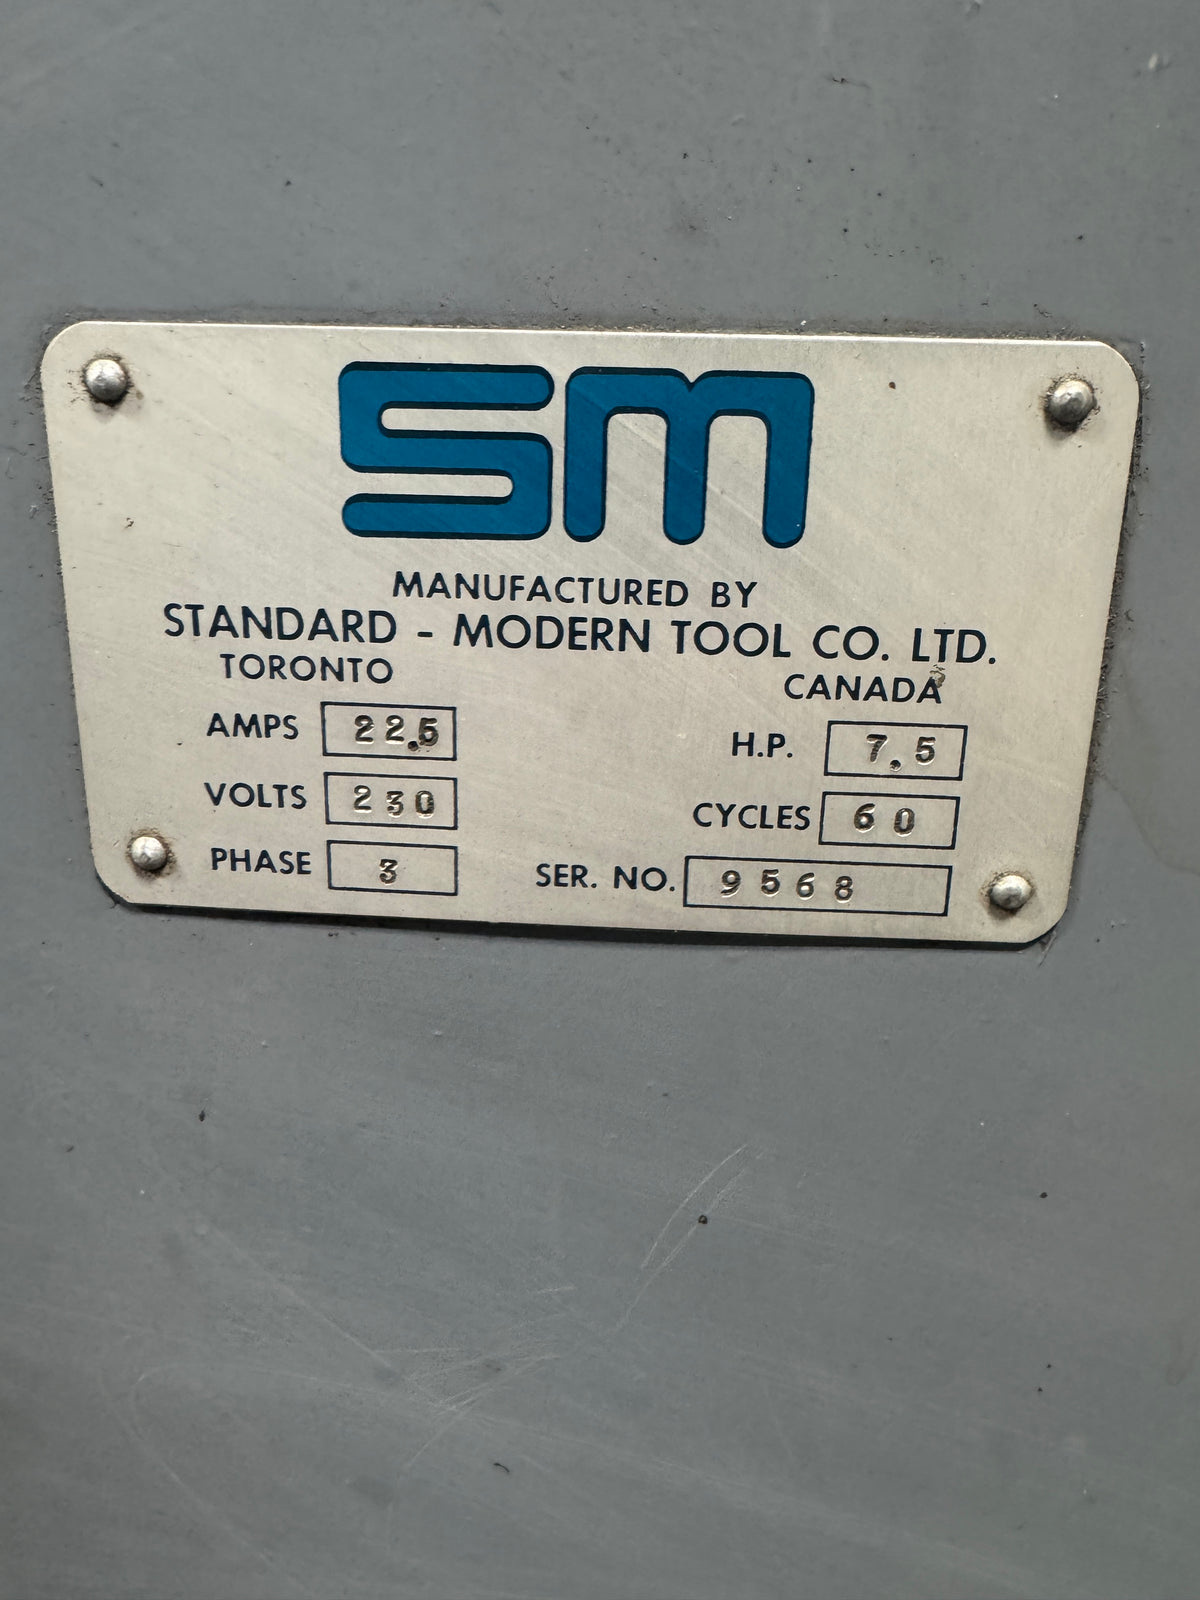 SM
MANUFACTURED BY
STANDARD - MODERN TOOL CO. LTD.
TORONTO CANADA
AMPS 22.5 H.P. 7.5
VOLTS 230 CYCLES 60
PHASE 3 SER. NO. 9568